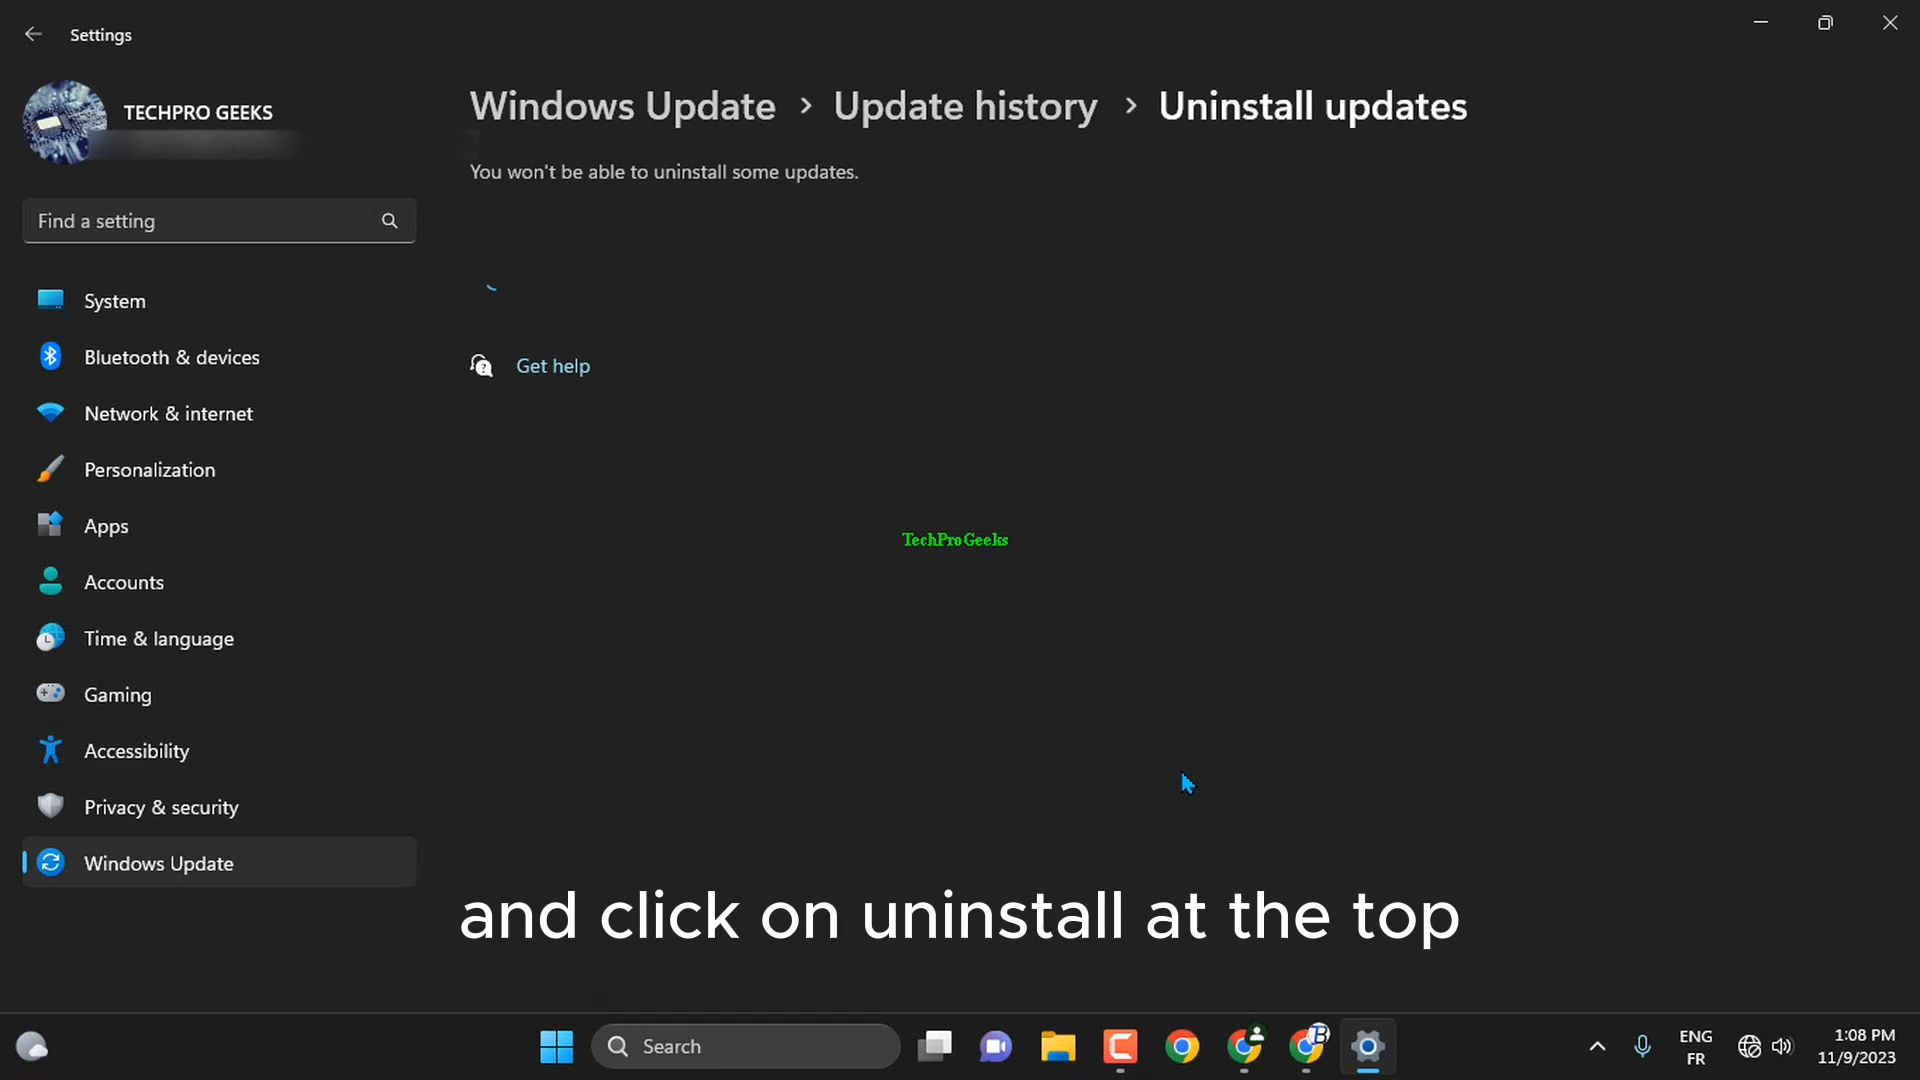 Settings
TECHPRO GEEKS
Find a setting
System
Bluetooth & devices
Network & internet
Personalization
Apps
Accounts
Time & language
Gaming
Accessibility
Privacy & security
Windows Update
Windows Update > Update history > Uninstall updates
You won't be able to uninstall some updates.
Get help
TechProGeeks
and click on uninstall at the top
Search
B
ENG
FR
1:08 PM
11/9/2023